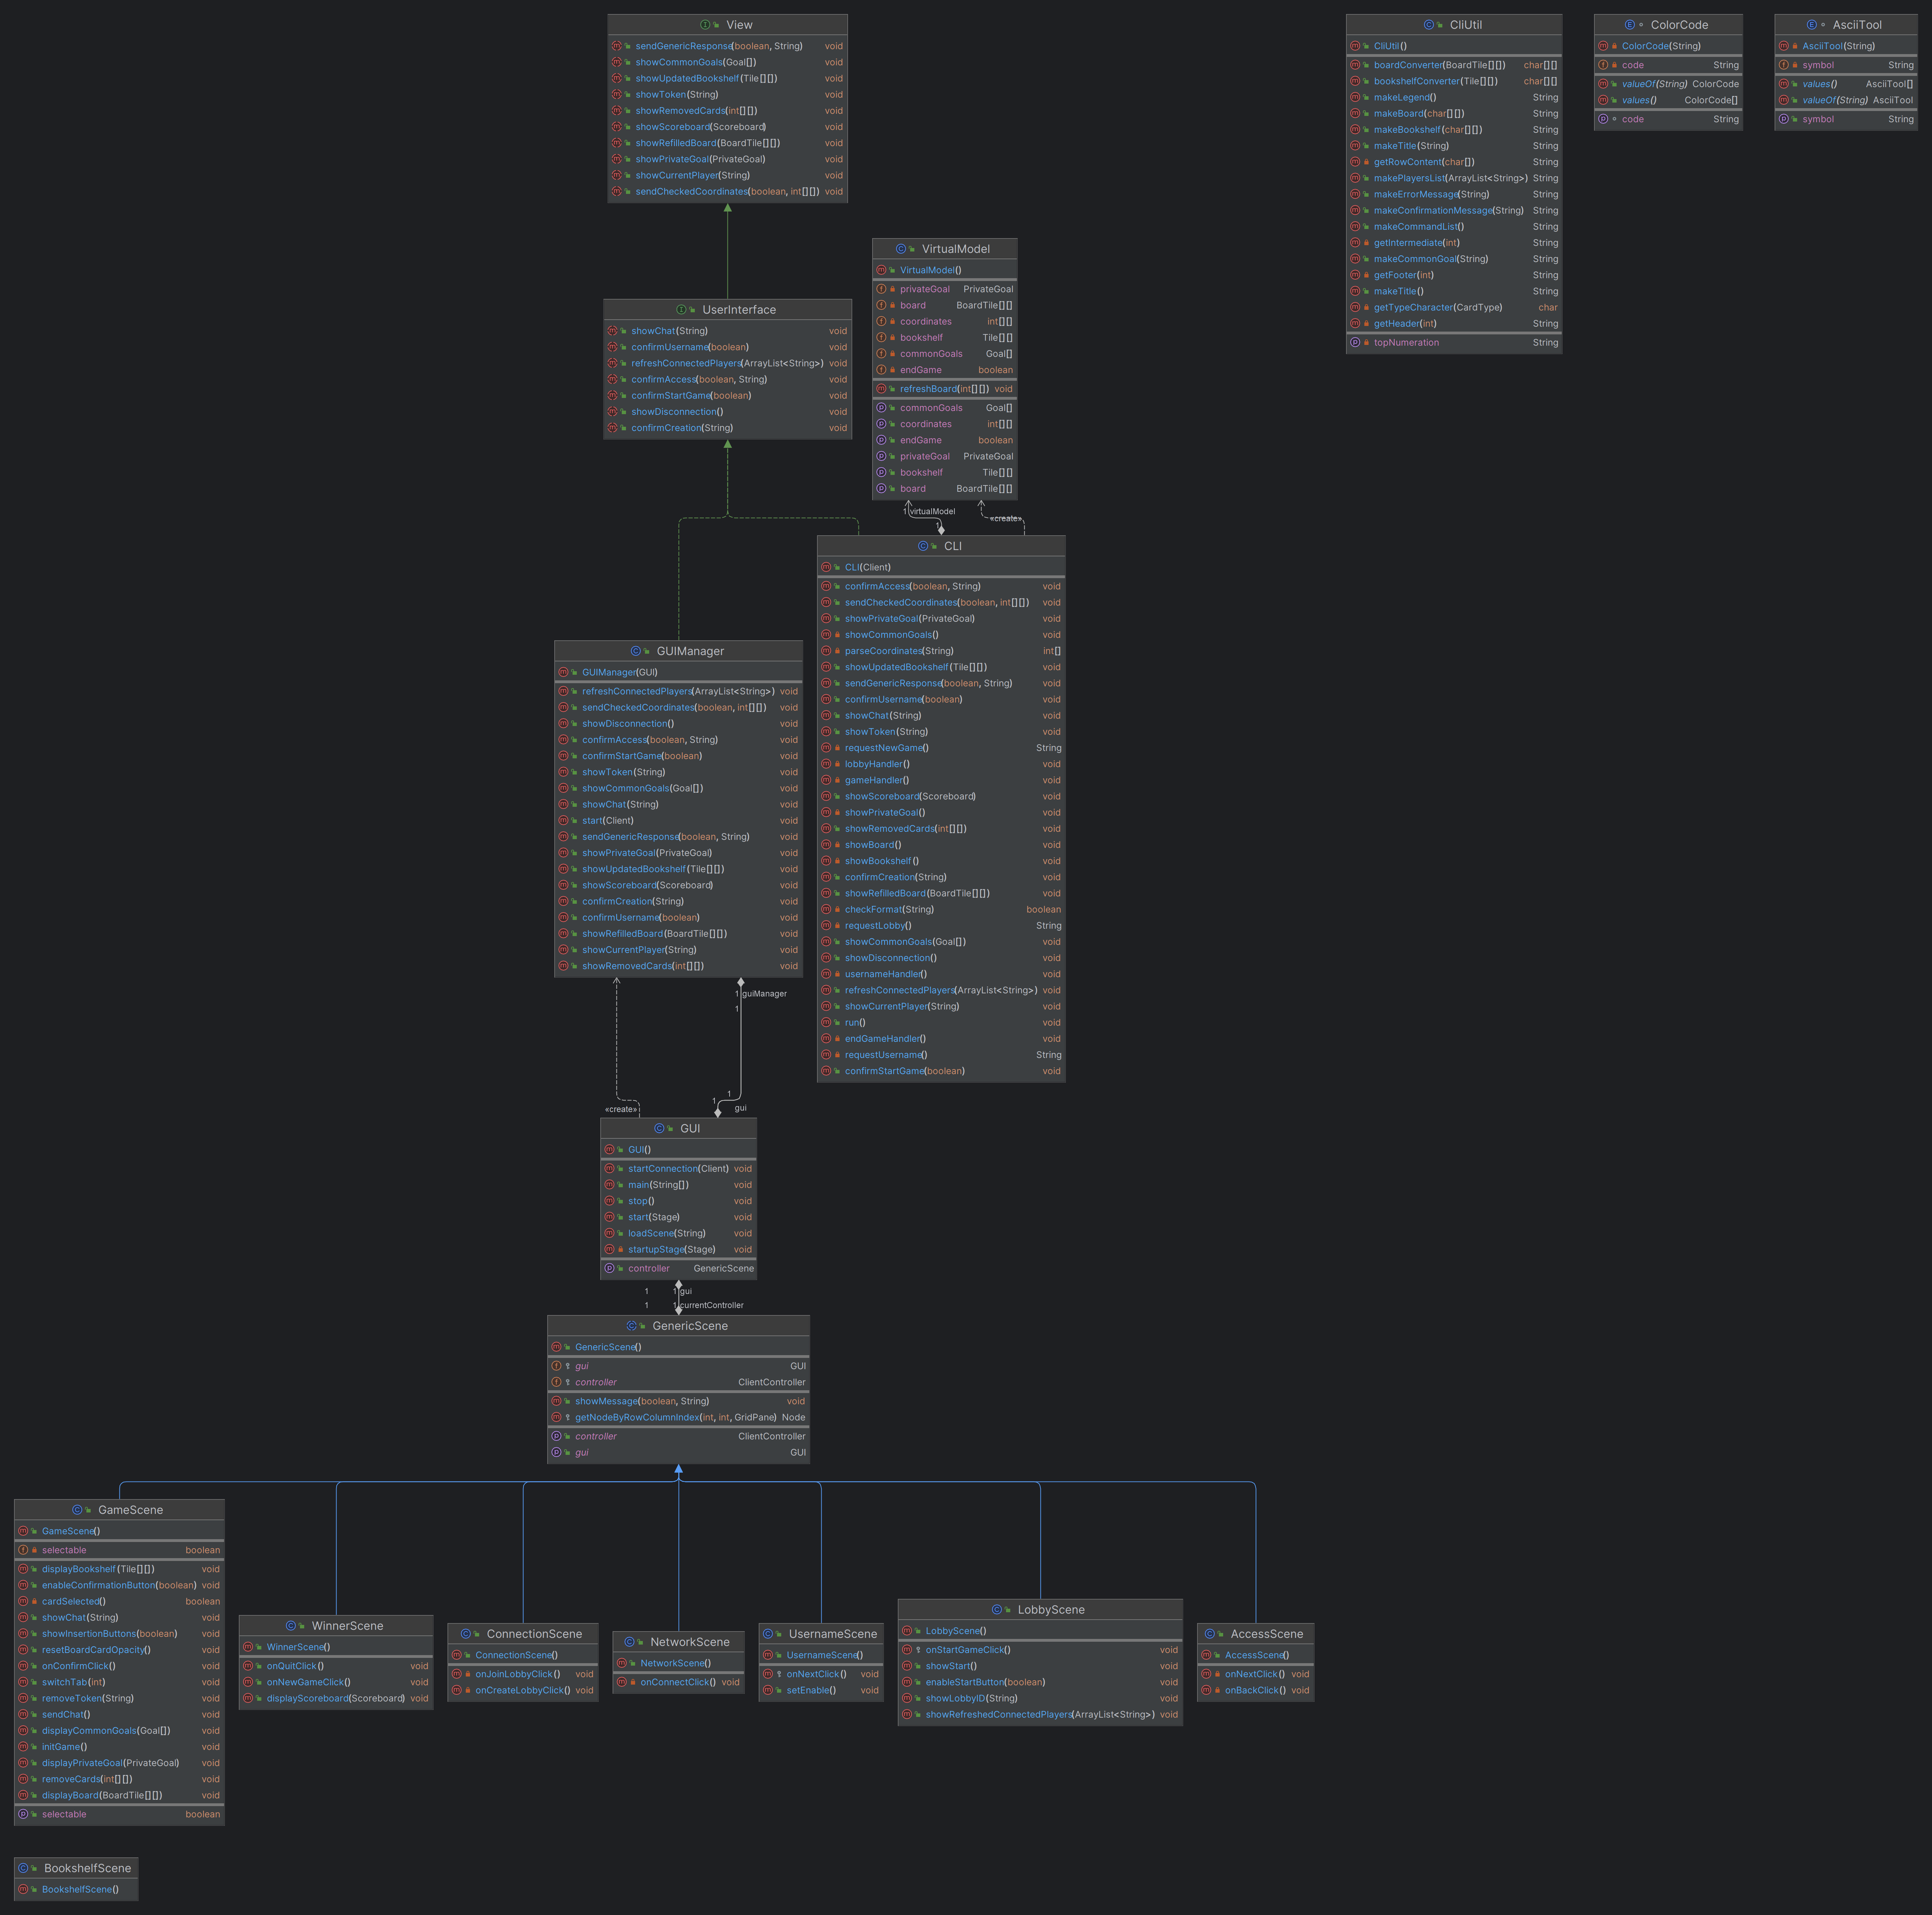 View
sendGenericResponse(boolean, String) void
showCommonGoals(Goal[]) void
showUpdatedBookshelf(Tile[][]) void
showToken(String) void
showRemovedCards(int[][]) void
showScoreboard(Scoreboard) void
showRefilledBoard(BoardTile[][]) void
showPrivateGoal(PrivateGoal) void
showCurrentPlayer(String) void
sendCheckedCoordinates(boolean, int[][]) void
CliUtil
CliUtil()
boardConverter(BoardTile[][]) char[][]
bookshelfConverter(Tile[][]) char[][]
makeLegend() String
makeBoard(char[][]) String
makeBookshelf(char[][]) String
makeTitle(String) String
getRowContent(char[]) String
makePlayersList(ArrayList<String>) String
makeErrorMessage(String) String
makeConfirmationMessage(String) String
makeCommandList() String
getIntermediate(int) String
makeCommonGoal(String) String
getFooter(int) String
makeTitle() String
getTypeCharacter(CardType) char
getHeader(int) String
topNumeration String
ColorCode
ColorCode(String)
code String
valueOf(String) ColorCode
values() ColorCode[]
code String
AsciiTool
AsciiTool(String)
symbol String
values() AsciiTool[]
valueOf(String) AsciiTool
symbol String
VirtualModel
VirtualModel()
privateGoal PrivateGoal
board BoardTile[][]
coordinates int[][]
bookshelf Tile[][]
commonGoals Goal[]
endGame boolean
refreshBoard(int[][]) void
commonGoals Goal[]
coordinates int[][]
endGame boolean
privateGoal PrivateGoal
bookshelf Tile[][]
board BoardTile[][]
UserInterface
showChat(String) void
confirmUsername(boolean) void
refreshConnectedPlayers(ArrayList<String>) void
confirmAccess(boolean, String) void
confirmStartGame(boolean) void
showDisconnection() void
confirmCreation(String) void
1 virtualModel
1
«create»
CLI
CLI(Client)
confirmAccess(boolean, String) void
sendCheckedCoordinates(boolean, int[][]) void
showPrivateGoal(PrivateGoal) void
showCommonGoals() void
parseCoordinates(String) int[]
showUpdatedBookshelf(Tile[][]) void
sendGenericResponse(boolean, String) void
confirmUsername(boolean) void
showChat(String) void
showToken(String) void
requestNewGame() String
lobbyHandler() void
gameHandler() void
showScoreboard(Scoreboard) void
showPrivateGoal() void
showRemovedCards(int[][]) void
showBoard() void
showBookshelf() void
confirmCreation(String) void
showRefilledBoard(BoardTile[][]) void
checkFormat(String) boolean
requestLobby() String
showCommonGoals(Goal[]) void
showDisconnection() void
usernameHandler() void
refreshConnectedPlayers(ArrayList<String>) void
showCurrentPlayer(String) void
run() void
endGameHandler() void
requestUsername() String
confirmStartGame(boolean) void
GUIManager
GUIManager(GUI)
refreshConnectedPlayers(ArrayList<String>) void
sendCheckedCoordinates(boolean, int[][]) void
showDisconnection() void
confirmAccess(boolean, String) void
confirmStartGame(boolean) void
showToken(String) void
showCommonGoals(Goal[]) void
showChat(String) void
start(Client) void
sendGenericResponse(boolean, String) void
showPrivateGoal(PrivateGoal) void
showUpdatedBookshelf(Tile[][]) void
showScoreboard(Scoreboard) void
confirmCreation(String) void
confirmUsername(boolean) void
showRefilledBoard(BoardTile[][]) void
showCurrentPlayer(String) void
showRemovedCards(int[][]) void
1 guiManager
1
1
1
«create»
gui
GUI
GUI()
startConnection(Client) void
main(String[]) void
stop() void
start(Stage) void
loadScene(String) void
startupStage(Stage) void
controller GenericScene
1 1 gui
1 1 currentController
GenericScene
GenericScene()
gui GUI
controller ClientController
showMessage(boolean, String) void
getNodeByRowColumnIndex(int, int, GridPane) Node
controller ClientController
gui GUI
GameScene
GameScene()
selectable boolean
displayBookshelf(Tile[][]) void
enableConfirmationButton(boolean) void
cardSelected() boolean
showChat(String) void
showInsertionButtons(boolean) void
resetBoardCardOpacity() void
onConfirmClick() void
switchTab(int) void
removeToken(String) void
sendChat() void
displayCommonGoals(Goal[]) void
initGame() void
displayPrivateGoal(PrivateGoal) void
removeCards(int[][]) void
displayBoard(BoardTile[][]) void
selectable boolean
WinnerScene
WinnerScene()
onQuitClick() void
onNewGameClick() void
displayScoreboard(Scoreboard) void
ConnectionScene
ConnectionScene()
onJoinLobbyClick() void
onCreateLobbyClick() void
NetworkScene
NetworkScene()
onConnectClick() void
UsernameScene
UsernameScene()
onNextClick() void
setEnable() void
LobbyScene
LobbyScene()
onStartGameClick() void
showStart() void
enableStartButton(boolean) void
showLobbyID(String) void
showRefreshedConnectedPlayers(ArrayList<String>) void
AccessScene
AccessScene()
onNextClick() void
onBackClick() void
BookshelfScene
BookshelfScene()